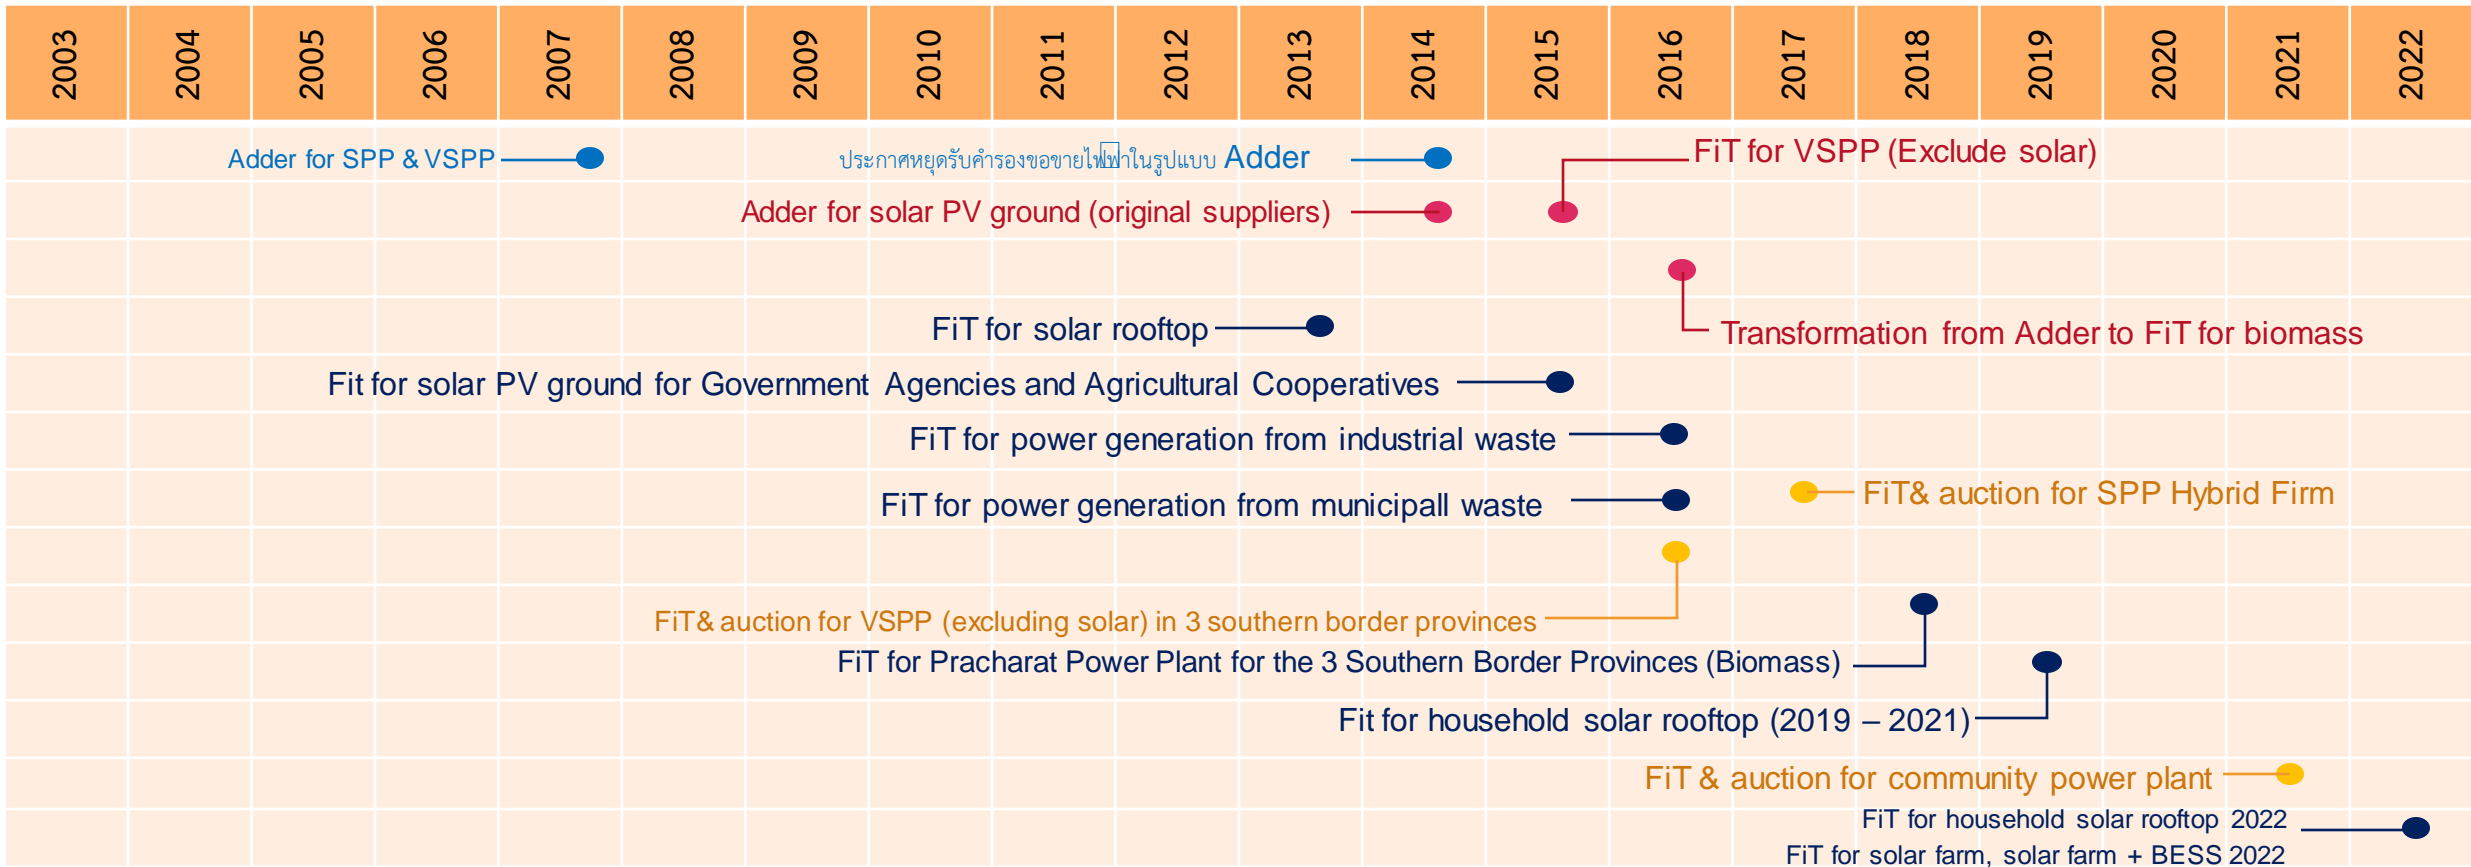 2003 2004 2005 2006 2007 2008 2009 2010 2011 2012 2013 2014 2015 2016 2017 2018 2019 2020 2021 2022
Adder for SPP & VSPP
ประกาศหยุดรับคำรองขอขายไฟฟ้าในรูปแบบ Adder
FiT for VSPP (Exclude solar)
Adder for solar PV ground (original suppliers)
FiT for solar rooftop
Transformation from Adder to FiT for biomass
Fit for solar PV ground for Government Agencies and Agricultural Cooperatives
FiT for power generation from industrial waste
FiT for power generation from municipall waste
FiT& auction for SPP Hybrid Firm
FiT& auction for VSPP (excluding solar) in 3 southern border provinces
FiT for Pracharat Power Plant for the 3 Southern Border Provinces (Biomass)
Fit for household solar rooftop (2019 – 2021)
FiT & auction for community power plant
FiT for household solar rooftop 2022
FiT for solar farm, solar farm + BESS 2022